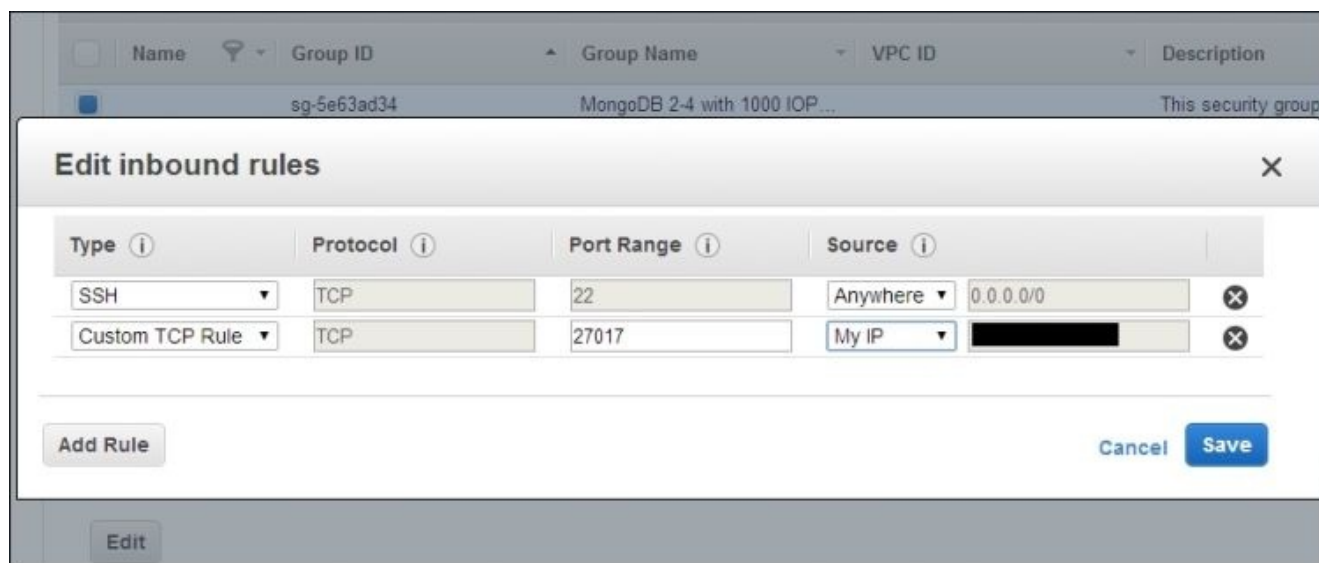 Name Group ID Group Name VPC ID Description
sg-5e63ad34 MongoDB 2-4 with 1000 IOP... This security group
Edit inbound rules
Type i Protocol i Port Range i Source i
SSH TCP 22 Anywhere 0.0.0.0/0
Custom TCP Rule TCP 27017 My IP
Add Rule Cancel Save
Edit